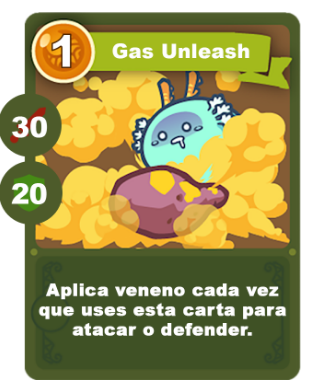 1
Gas Unleash
30
20
Aplica veneno cada vez
que uses esta carta para
atacar o defender.